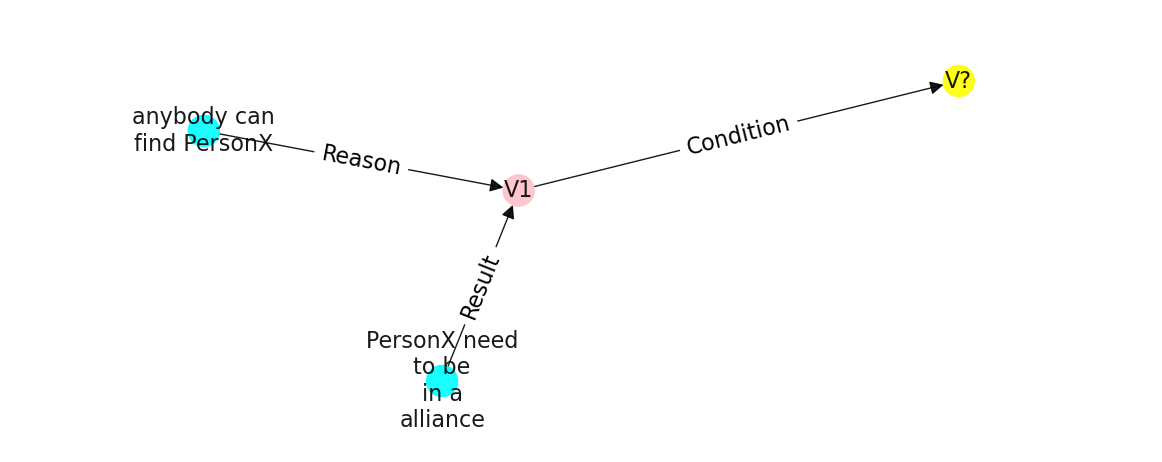 V?
anybody can
find PersonX
Condition
Reason
V1
Result
PersonX need
to be
in a
alliance